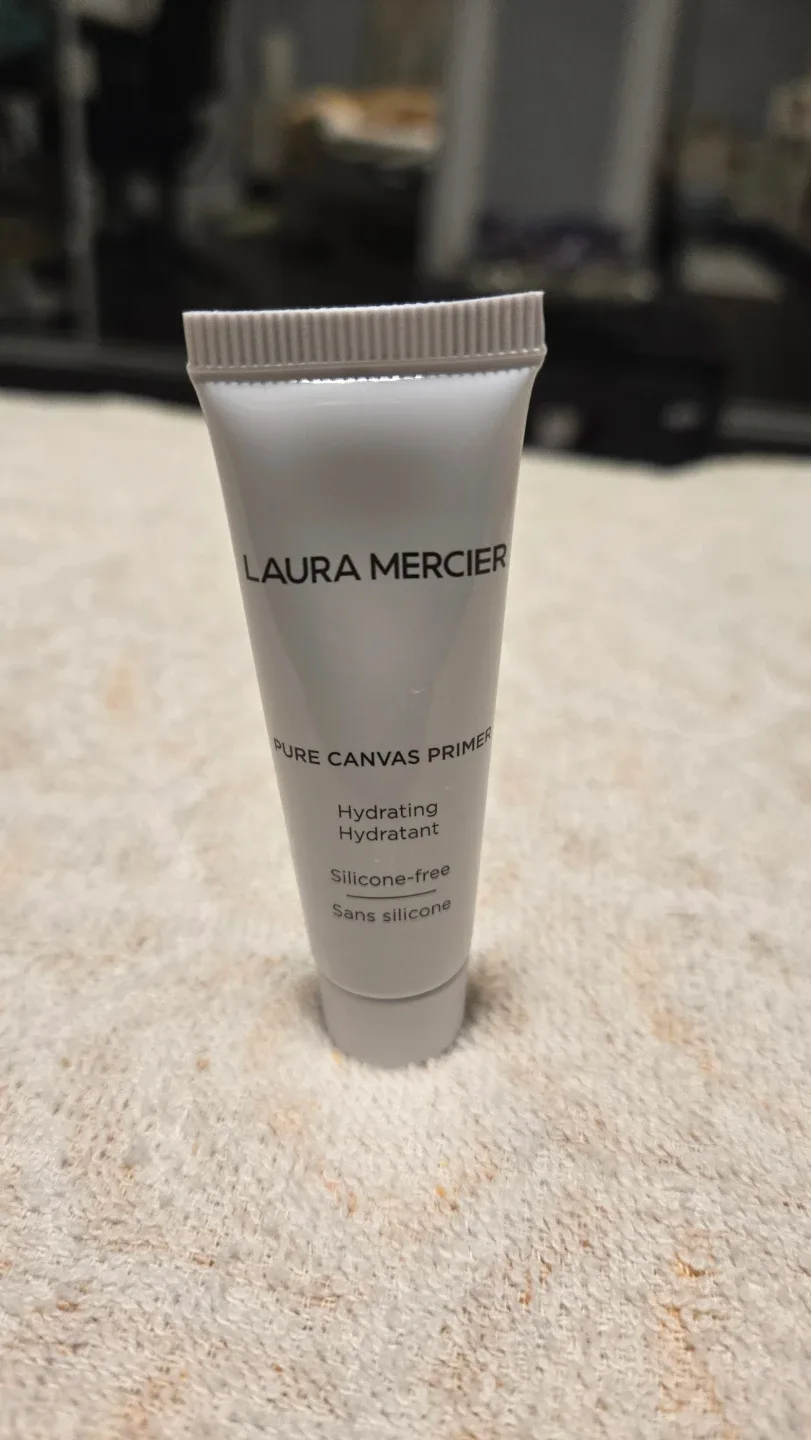 LAURA MERCIER
PURE CANVAS PRIMER
Hydrating
Hydratant
Silicone-free
Sans silicone